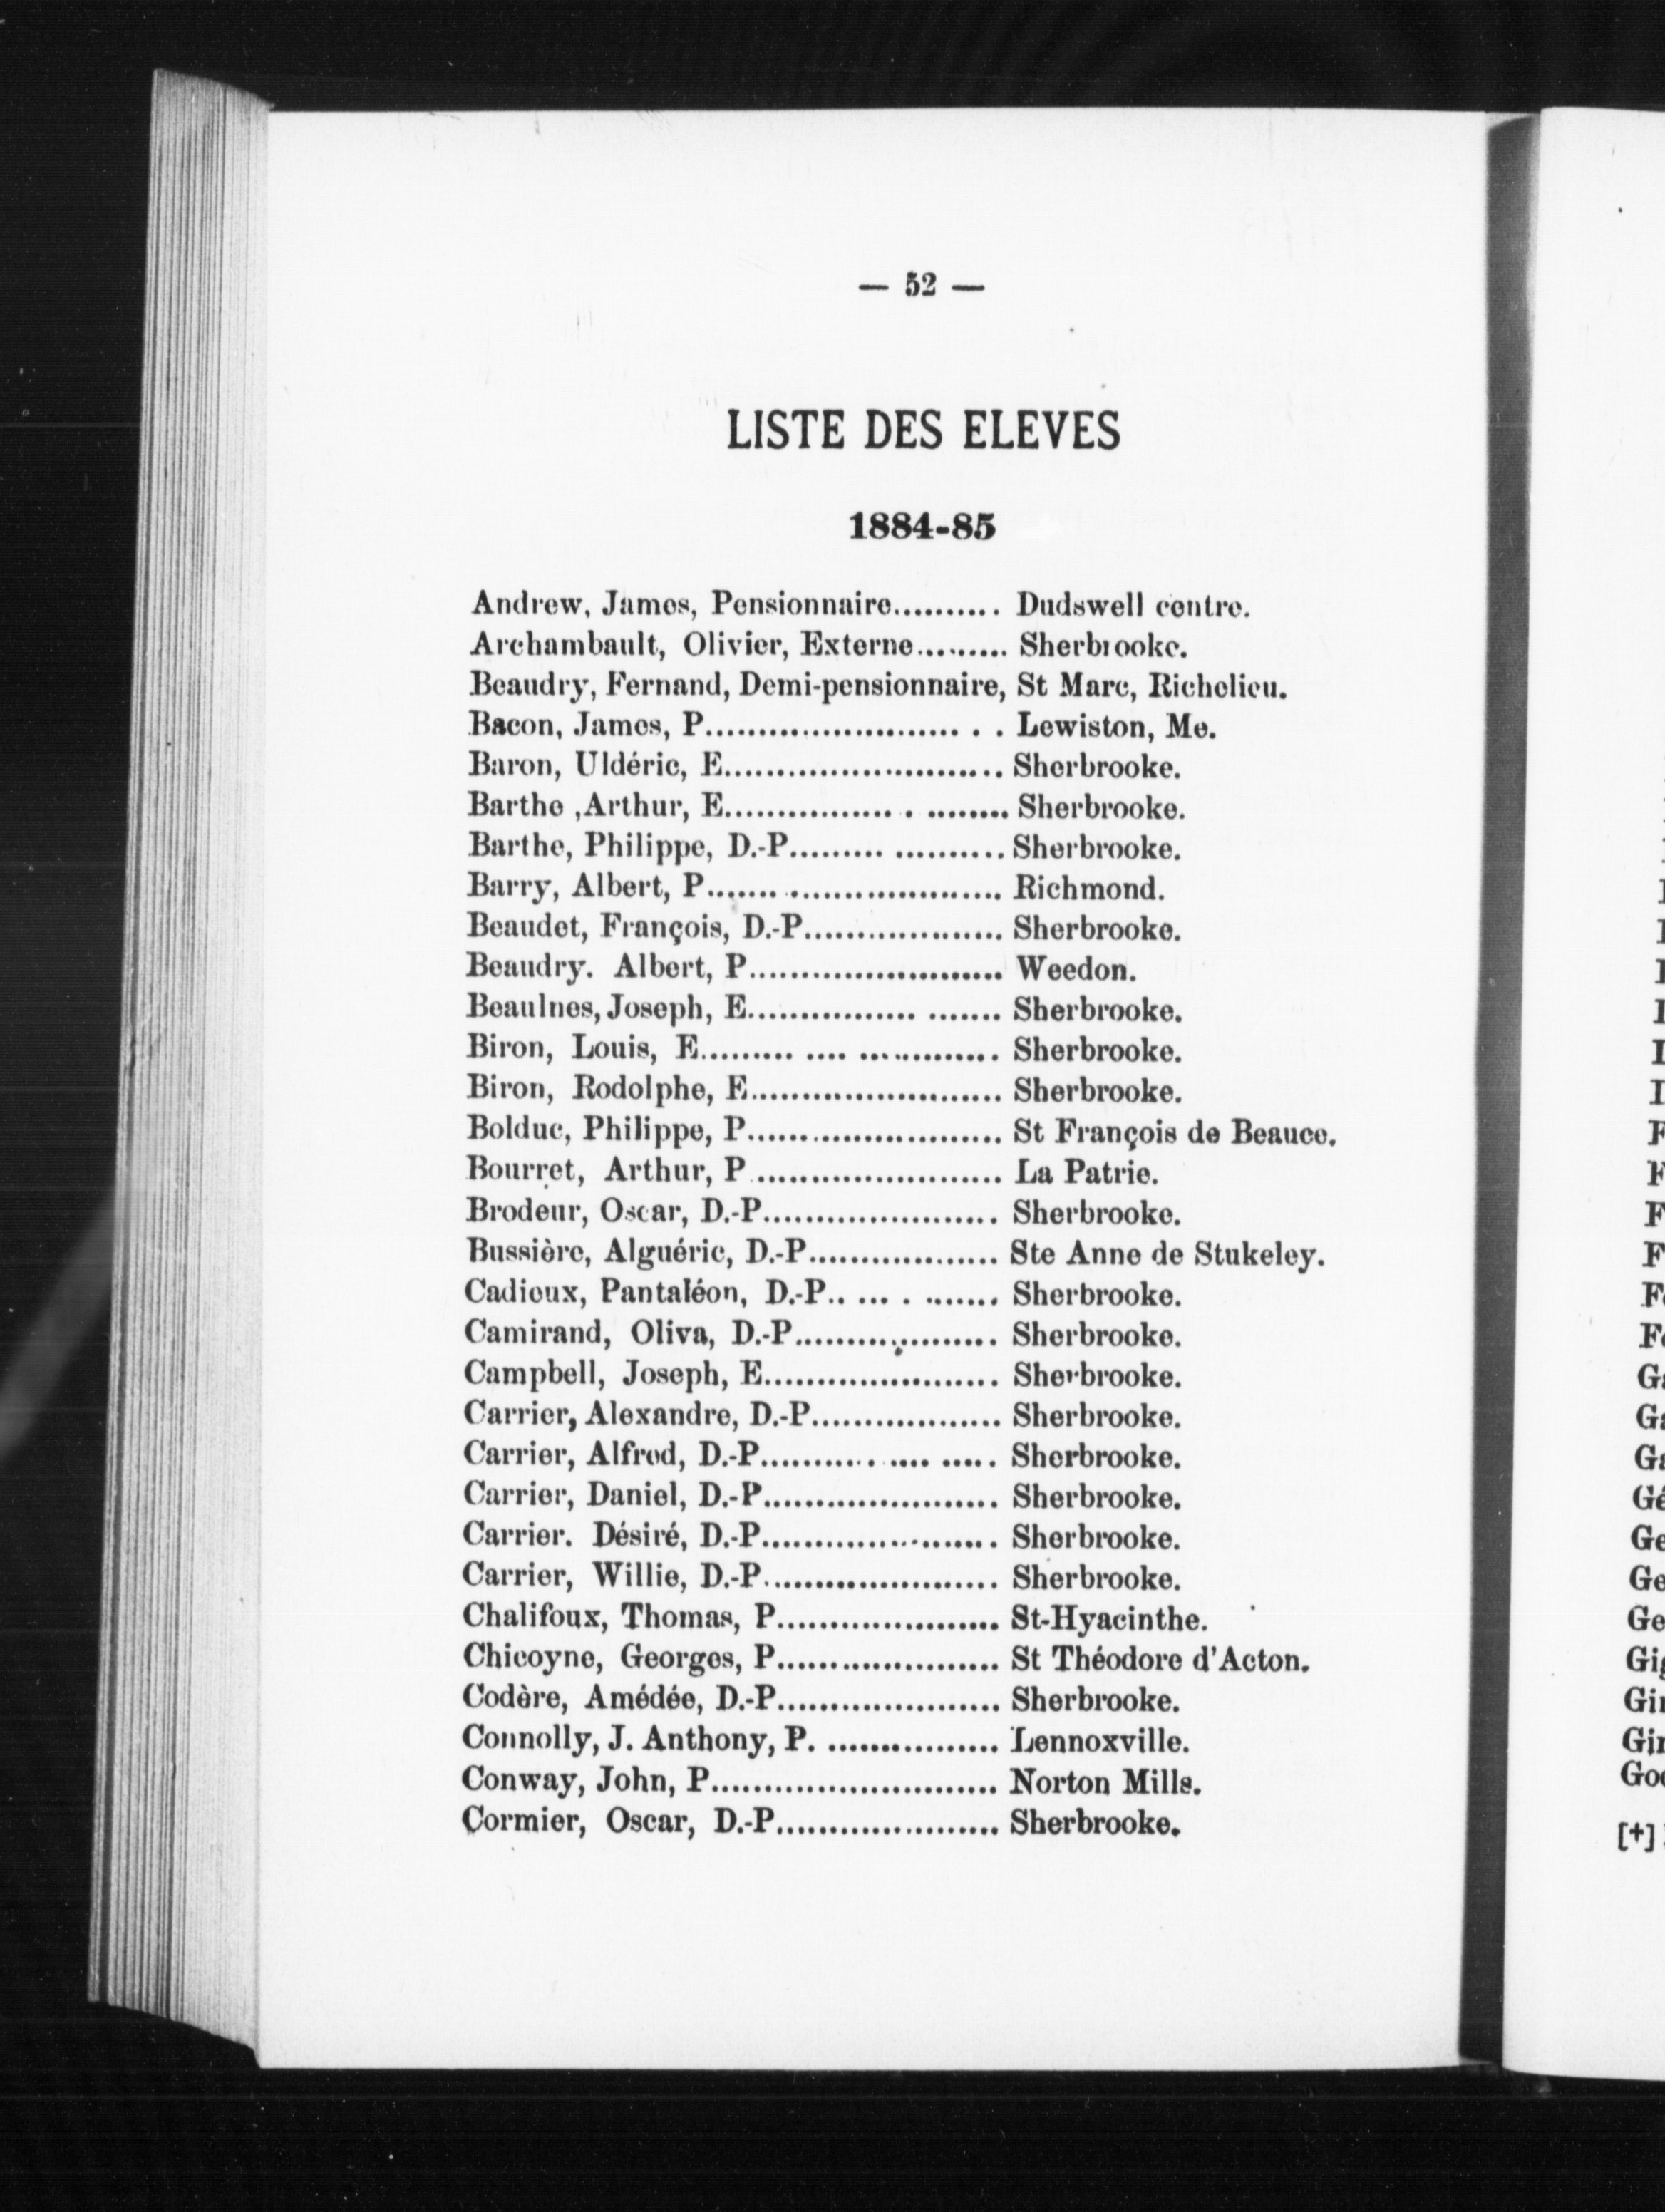 — 52 —
LISTE DES ELEVES
1884-85
Andrew, James, Pensionnaire.......... Dudswell centre.
Archambault, Olivier, Externe......... Sherbrooke.
Beaudry, Fernand, Demi-pensionnaire, St Marc, Richelieu.
Bacon, James, P........................ . . Lewiston, Me.
Baron, Uldéric, E........................... Sherbrooke.
Barthe ,Arthur, E................ . ........ Sherbrooke.
Barthe, Philippe, D.-P......... .......... Sherbrooke.
Barry, Albert, P............................ Richmond.
Beaudet, François, D.-P................... Sherbrooke.
Beaudry. Albert, P........................ Weedon.
Beaulnes, Joseph, E................ ....... Sherbrooke.
Biron, Louis, E......... .... ............. Sherbrooke.
Biron, Rodolphe, E........................ Sherbrooke.
Bolduc, Philippe, P........................ St François de Beauce.
Bourret, Arthur, P ........................ La Patrie.
Brodeur, Oscar, D.-P....................... Sherbrooke.
Bussière, Alguéric, D.-P.................. Ste Anne de Stukeley.
Cadieux, Pantaléon, D.-P.. ... . ....... Sherbrooke.
Camirand, Oliva, D.-P.................... Sherbrooke.
Campbell, Joseph, E....................... Sherbrooke.
Carrier, Alexandre, D.-P.................. Sherbrooke.
Carrier, Alfred, D.-P........... .... ..... Sherbrooke.
Carrier, Daniel, D.-P....................... Sherbrooke.
Carrier. Désiré, D.-P....................... Sherbrooke.
Carrier, Willie, D.-P....................... Sherbrooke.
Chalifoux, Thomas, P..................... St-Hyacinthe.
Chicoyne, Georges, P..................... St Théodore d'Acton.
Codère, Amédée, D.-P..................... Sherbrooke.
Connolly, J. Anthony, P. ................ Lennoxville.
Conway, John, P........................... Norton Mills.
Cormier, Oscar, D.-P..................... Sherbrooke.